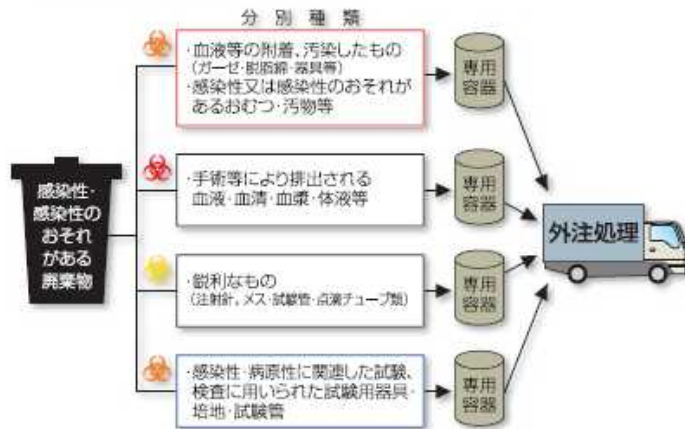 分別種類
・血液等の附着、汚染したもの
（ガーゼ・脱脂綿・器具等）
・感染性又は感染性のおそれが
あるおむつ・汚物等
専用
容器
・手術等により排出される
血液・血清・血漿・体液等
専用
容器
感染性・
感染性の
おそれ
がある
廃棄物
外注処理
・鋭利なもの
（注射針，メス・試験管・点滴チューブ類）
専用
容器
・感染性・病原性に関連した試験、
検査に用いられた試験用器具・
培地・試験管
専用
容器